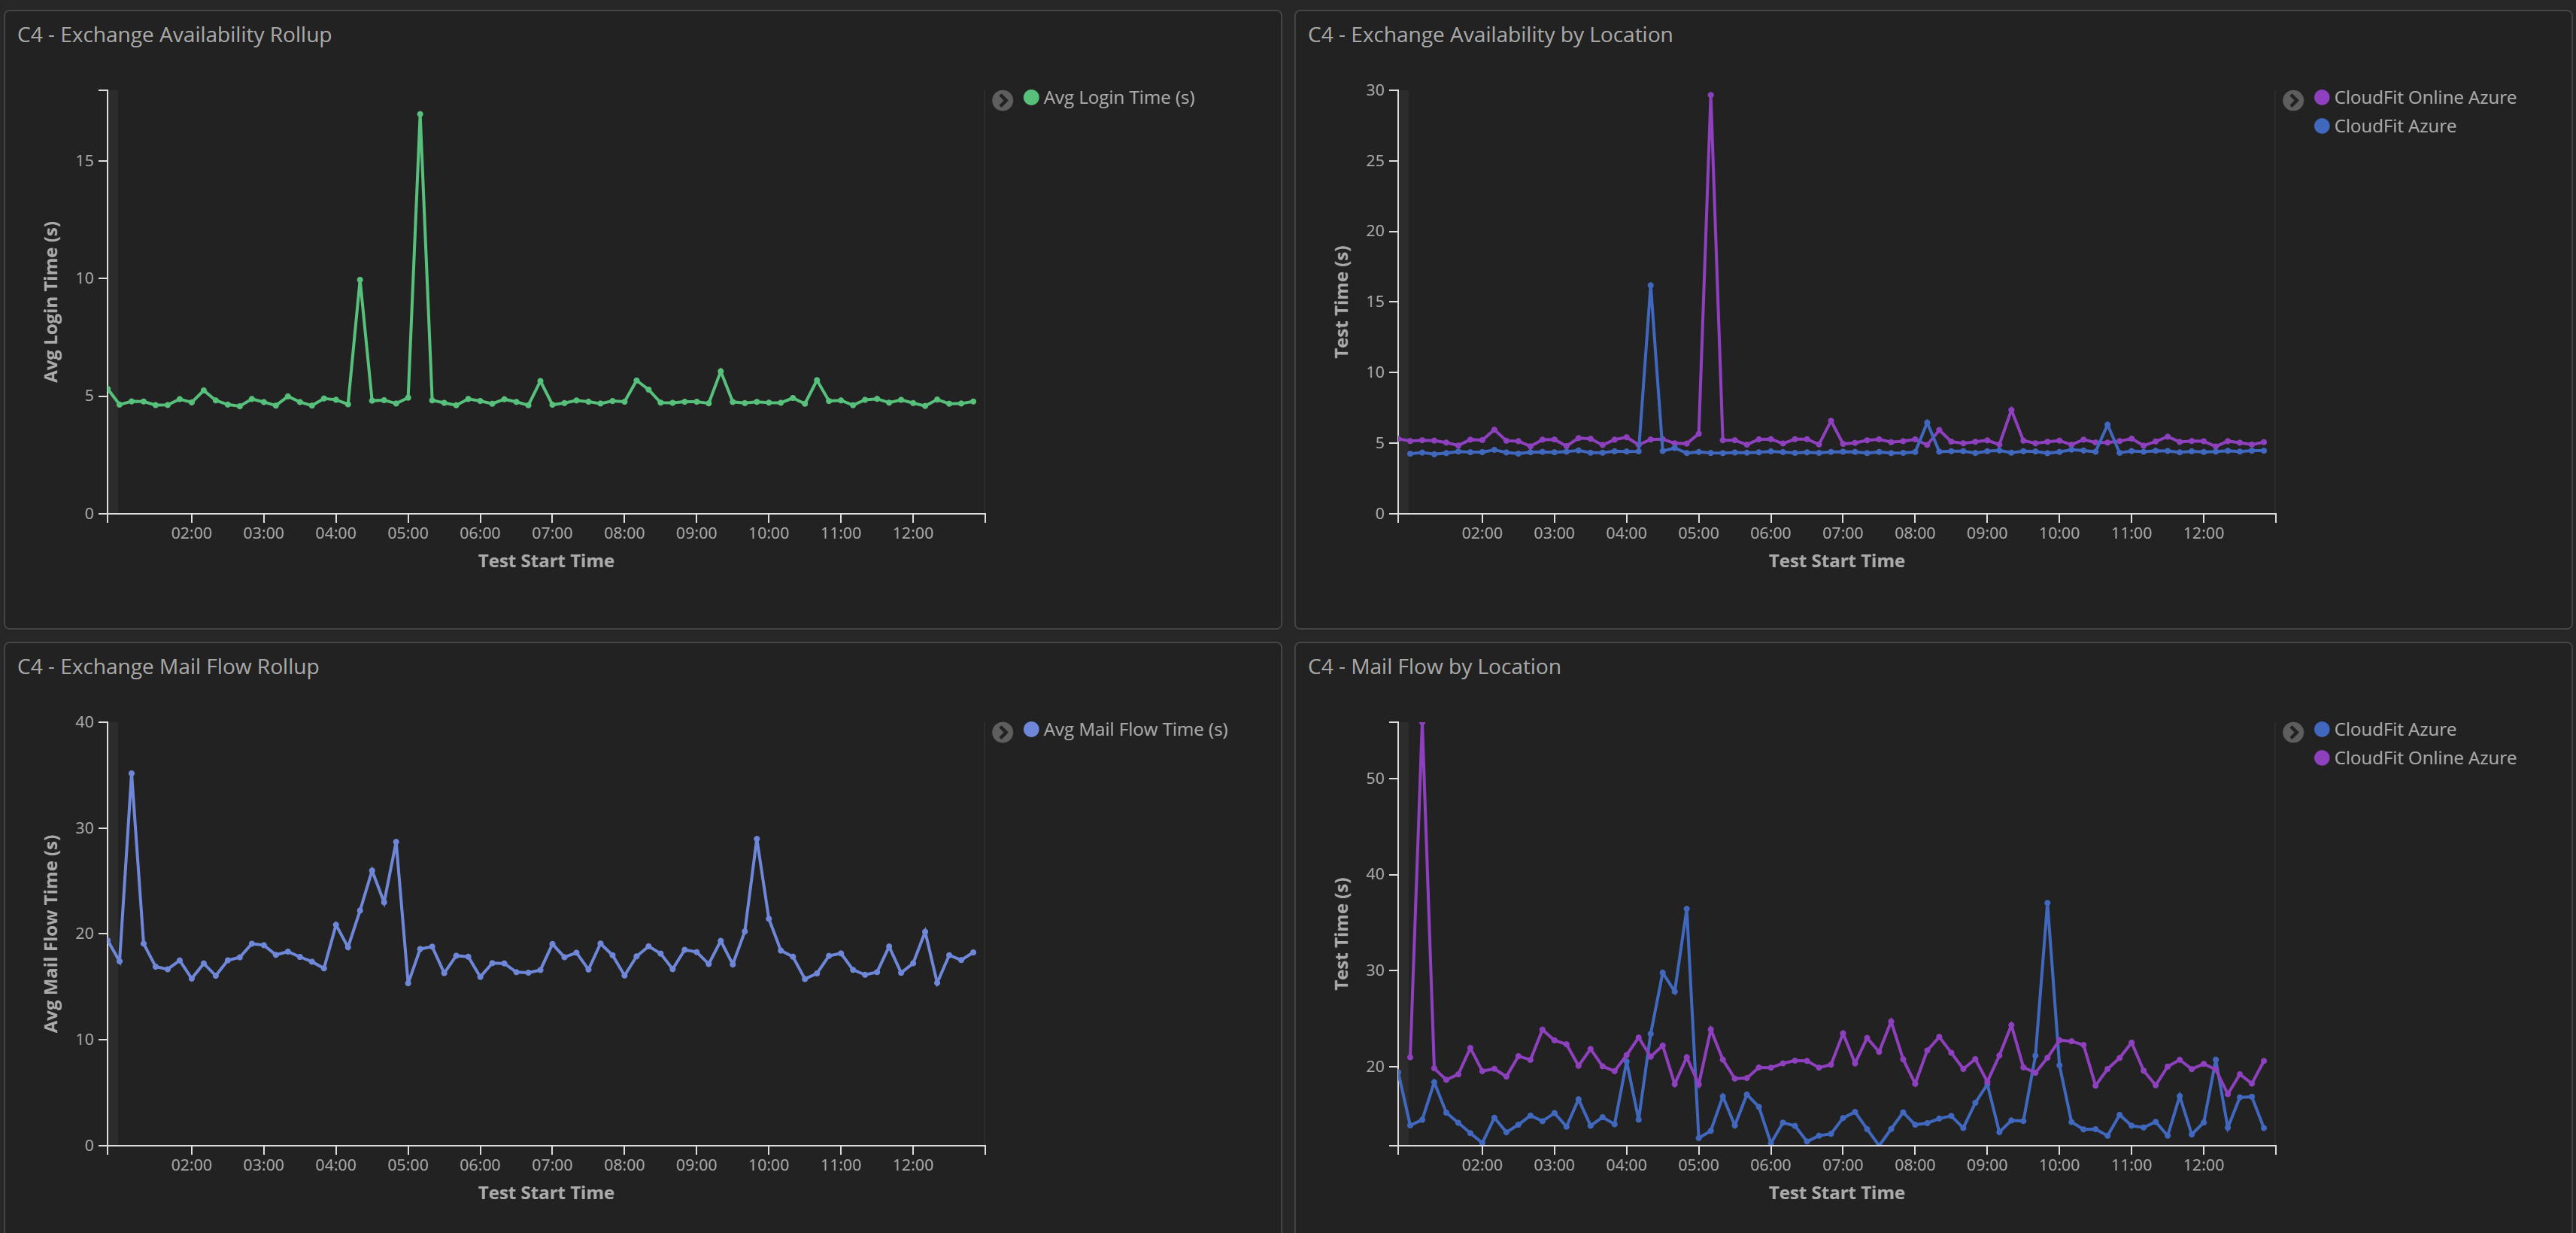 C4 - Exchange Availability Rollup
Avg Login Time (s)
15
10
5
0
02:00 03:00 04:00 05:00 06:00 07:00 08:00 09:00 10:00 11:00 12:00
Test Start Time
Avg Login Time (s)
C4 - Exchange Availability by Location
Test Time (s)
30
25
20
15
10
5
0
02:00 03:00 04:00 05:00 06:00 07:00 08:00 09:00 10:00 11:00 12:00
Test Start Time
CloudFit Online Azure
CloudFit Azure
C4 - Exchange Mail Flow Rollup
Avg Mail Flow Time (s)
40
30
20
10
0
02:00 03:00 04:00 05:00 06:00 07:00 08:00 09:00 10:00 11:00 12:00
Test Start Time
Avg Mail Flow Time (s)
C4 - Mail Flow by Location
Test Time (s)
50
40
30
20
02:00 03:00 04:00 05:00 06:00 07:00 08:00 09:00 10:00 11:00 12:00
Test Start Time
CloudFit Azure
CloudFit Online Azure